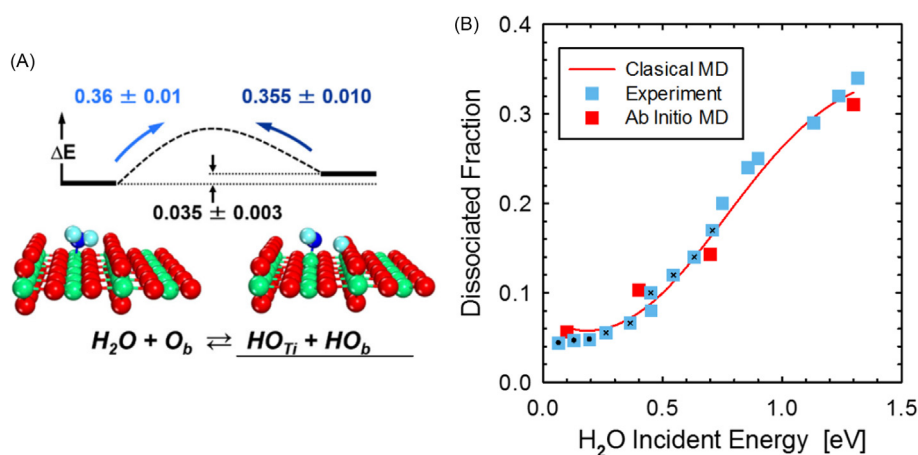 (A)
0.36 ± 0.01
0.355 ± 0.010
ΔE
0.035 ± 0.003
H2O + Ob ⇌ HOTi + HOb
(B)
Dissociated Fraction
0.4
0.3
0.2
0.1
0.0
Clasical MD
Experiment
Ab Initio MD
0.0 0.5 1.0 1.5
H2O Incident Energy [eV]